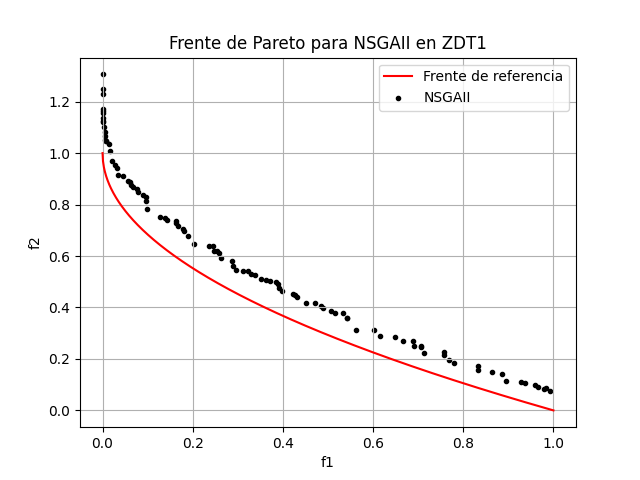 Frente de Pareto para NSGAII en ZDT1
Frente de referencia
NSGAII
f2
1.2
1.0
0.8
0.6
0.4
0.2
0.0
0.0 0.2 0.4 0.6 0.8 1.0
f1